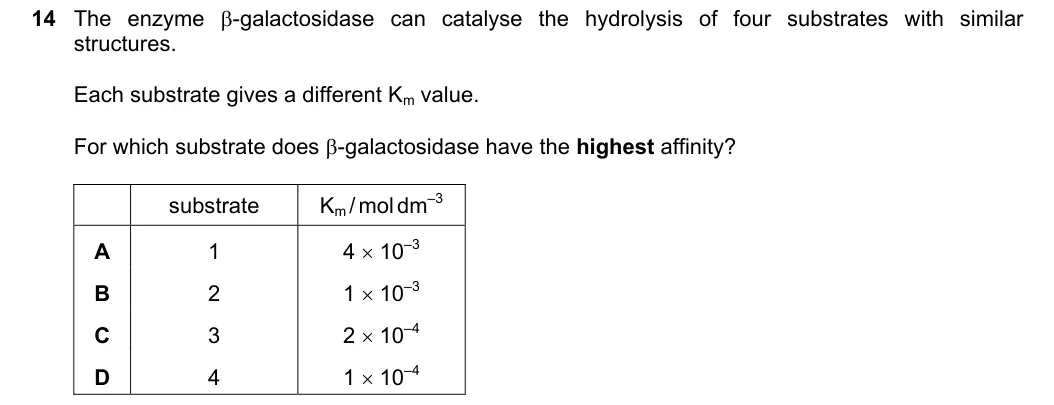 14 The enzyme β-galactosidase can catalyse the hydrolysis of four substrates with similar
structures.
Each substrate gives a different Km value.
For which substrate does β-galactosidase have the highest affinity?
substrate Km / mol dm⁻³
A 1 4 × 10⁻³
B 2 1 × 10⁻³
C 3 2 × 10⁻⁴
D 4 1 × 10⁻⁴